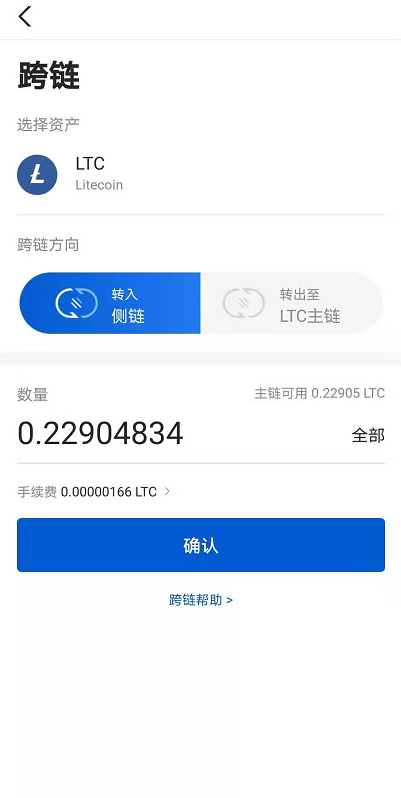 跨链
选择资产
LTC
Litecoin
跨链方向
转入
侧链
转出至
LTC主链
数量
主链可用 0.22905 LTC
0.22904834
全部
手续费 0.00000166 LTC >
确认
跨链帮助 >